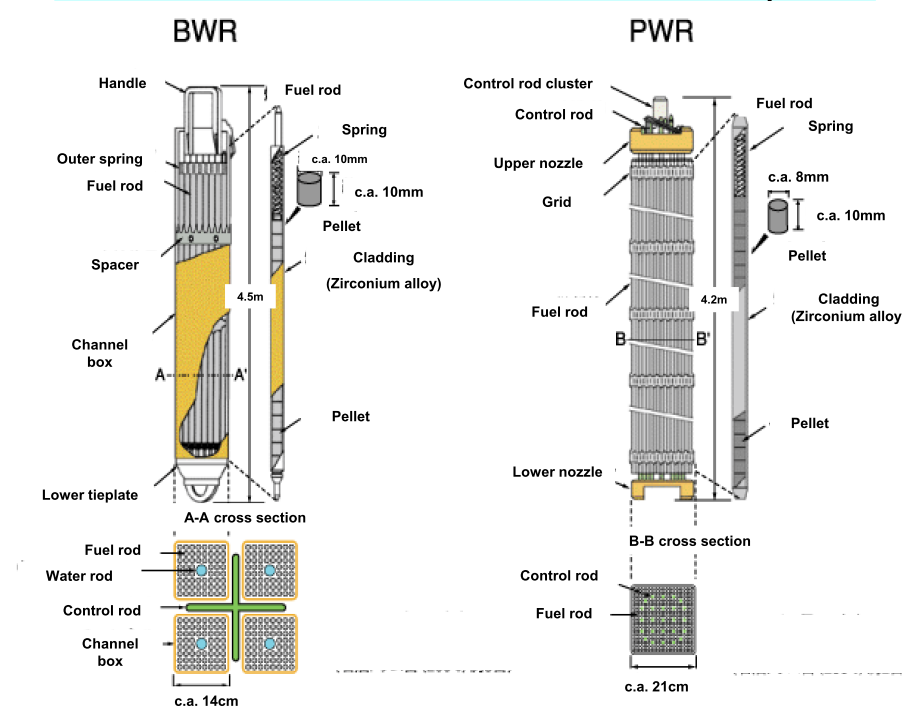 BWR
Handle
Outer spring
Fuel rod
Spacer
Channel
box
A
A'
Lower tieplate
4.5m
Fuel rod
Spring
c.a. 10mm
c.a. 10mm
Pellet
Cladding
(Zirconium alloy)
Pellet
A-A cross section
Fuel rod
Water rod
Control rod
Channel
box
c.a. 14cm
PWR
Control rod cluster
Control rod
Upper nozzle
Grid
Fuel rod
B
B'
Lower nozzle
4.2m
Fuel rod
Spring
c.a. 8mm
c.a. 10mm
Pellet
Cladding
(Zirconium alloy
Pellet
B-B cross section
Control rod
Fuel rod
c.a. 21cm